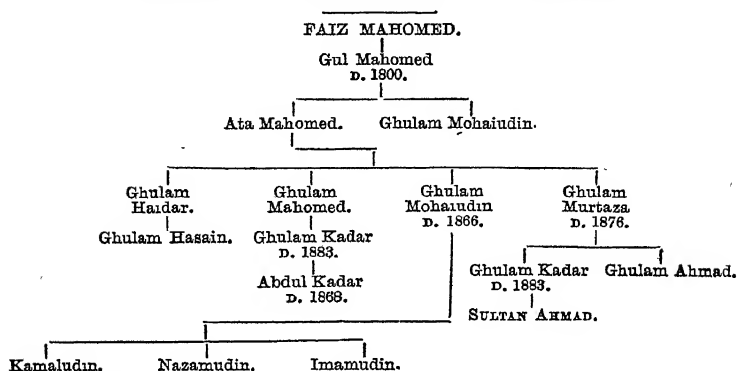 FAIZ MAHOMED.
Gul Mahomed
D. 1800.
Ata Mahomed. Ghulam Mohaiudin.
Ghulam Ghulam Ghulam Ghulam
Haidar. Mahomed. Mohaiudin Murtaza
D. 1866. D. 1876.
Ghulam Hasain. Ghulam Kadar
D. 1883. Ghulam Kadar Ghulam Ahmad.
D. 1883.
Abdul Kadar
D. 1868. SULTAN AHMAD.
Kamaludin. Nazamudin. Imamudin.